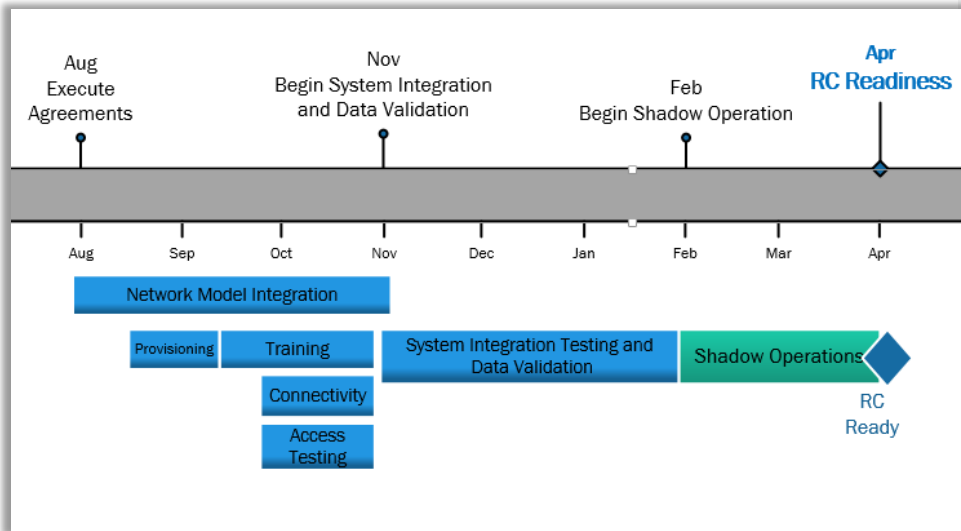 Aug
Execute
Agreements
Nov
Begin System Integration
and Data Validation
Feb
Begin Shadow Operation
Apr
RC Readiness
Aug
Sep
Oct
Nov
Dec
Jan
Feb
Mar
Apr
Network Model Integration
Provisioning
Training
System Integration Testing and
Data Validation
Shadow Operations
Connectivity
Access
Testing
RC
Ready